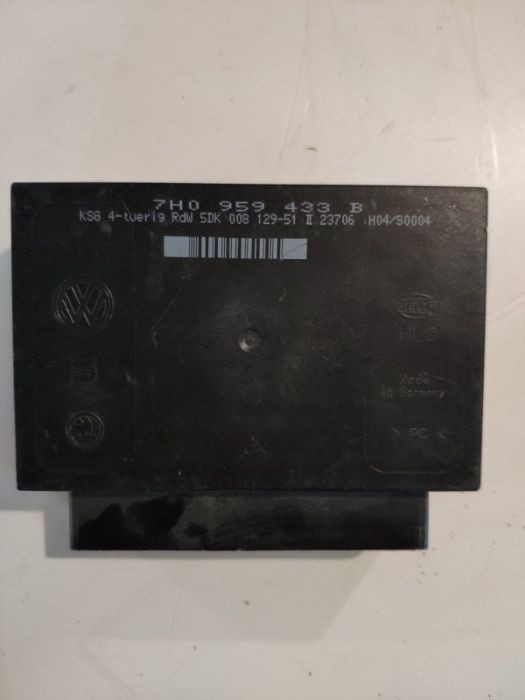 7H0 959 433 B
KSG 4-tuerig RdW 5DK 008 129-51 II 23706 H04/S0004
HELLA
Made
in Germany
> PC <